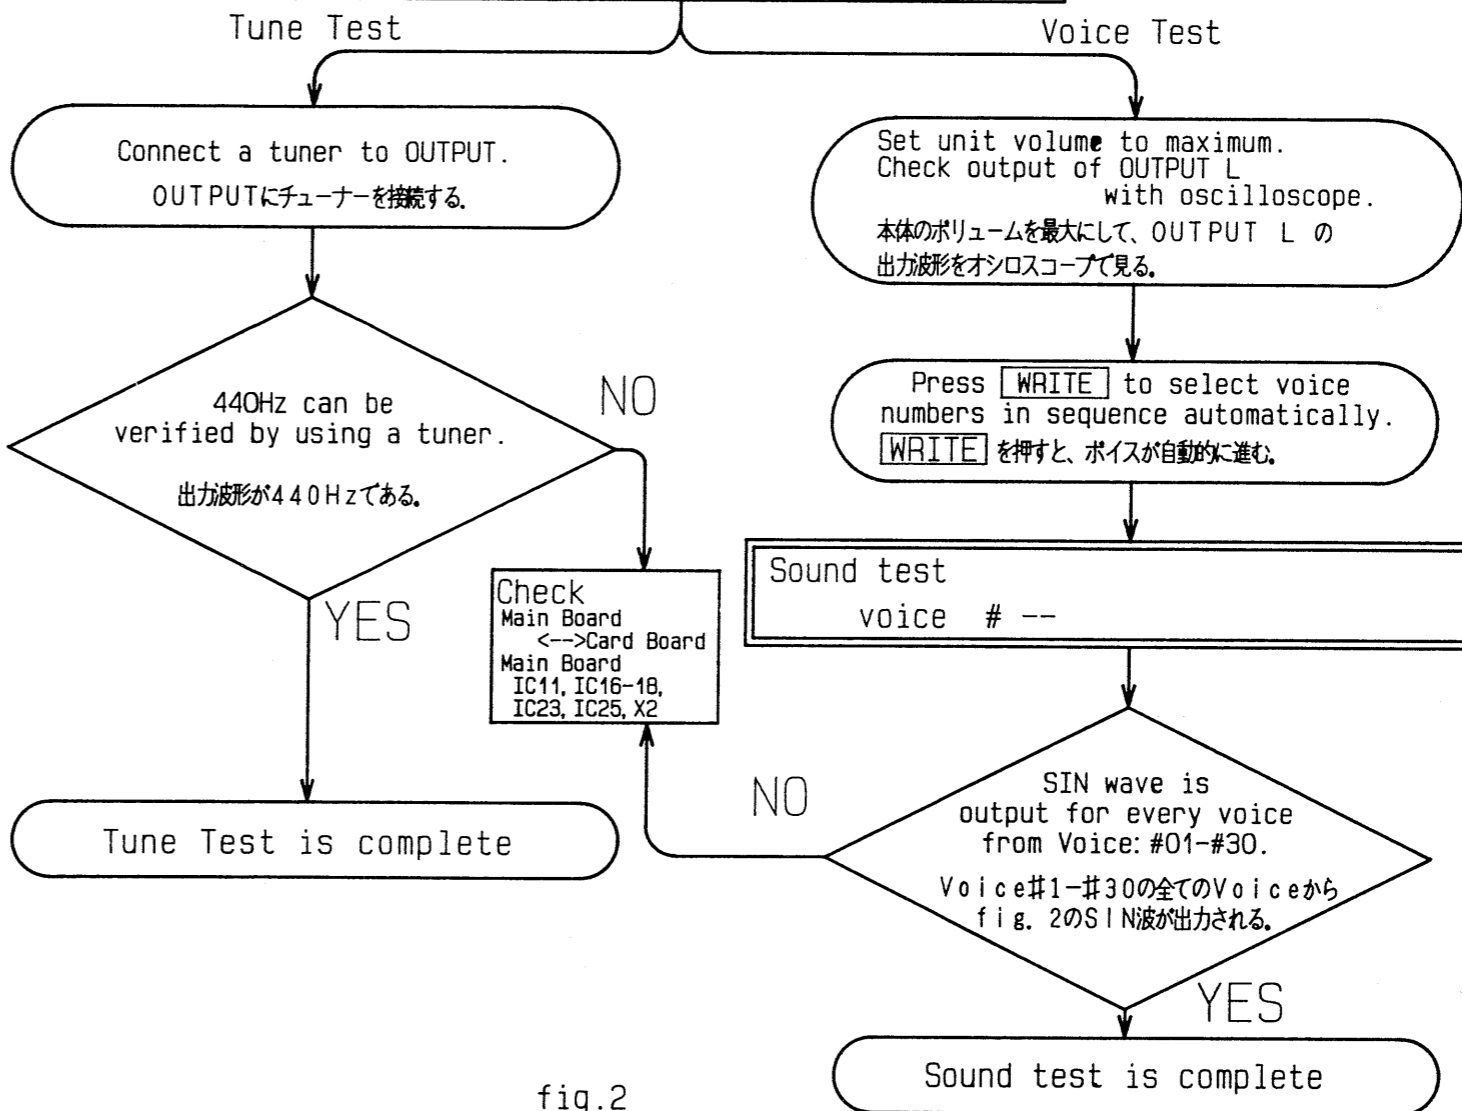 Tune Test
Voice Test
Connect a tuner to OUTPUT.
OUTPUTにチューナーを接続する。
Set unit volume to maximum.
Check output of OUTPUT L
with oscilloscope.
本体のボリュームを最大にして、OUTPUT L の
出力波形をオシロスコープで見る。
440Hz can be
verified by using a tuner.
出力波形が440Hzである。
NO
YES
Press WRITE to select voice
numbers in sequence automatically.
WRITE を押すと、ボイスが自動的に進む。
Check
Main Board
<-->Card Board
Main Board
IC11, IC16-18,
IC23, IC25, X2
Sound test
voice # --
Tune Test is complete
NO
SIN wave is
output for every voice
from Voice: #01-#30.
Voice♯1-♯30の全てのVoiceから
fig. 2のSIN波が出力される。
YES
Sound test is complete
fig.2